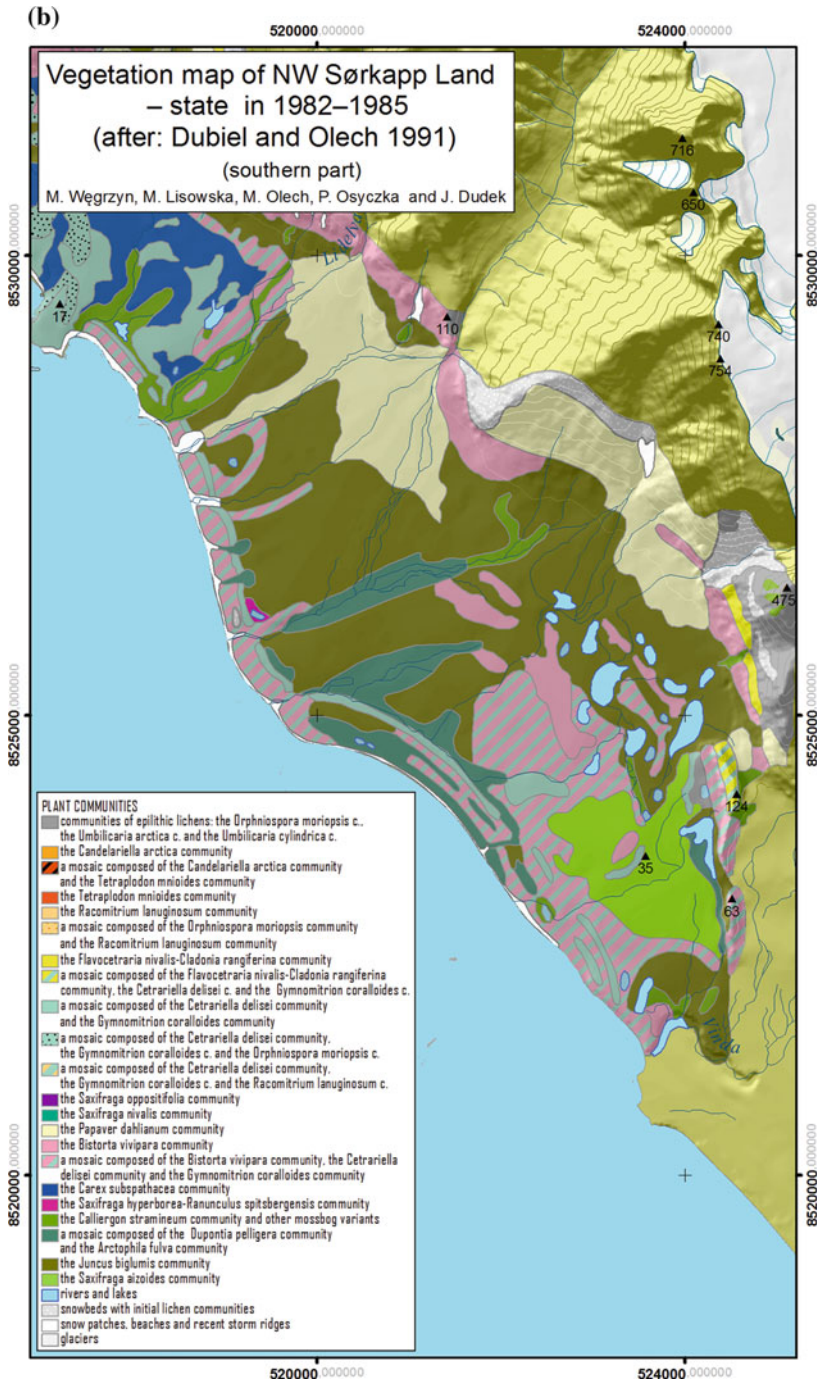 (b)
520000.000000 524000.000000
Vegetation map of NW Sørkapp Land
– state in 1982–1985
(after: Dubiel and Olech 1991)
(southern part)
M. Węgrzyn, M. Lisowska, M. Olech, P. Osyczka and J. Dudek
716
650
Lidelva
8530000.000000 8530000.000000
17
110
740
754
475
8525000.000000 8525000.000000
124
35
63
Vinda
8520000.000000 8520000.000000
PLANT COMMUNITIES
communities of epilithic lichens: the Orphniospora moriopsis c.,
the Umbilicaria arctica c. and the Umbilicaria cylindrica c.
the Candelariella arctica community
a mosaic composed of the Candelariella arctica community
and the Tetraplodon mnioides community
the Tetraplodon mnioides community
the Racomitrium lanuginosum community
a mosaic composed of the Orphniospora moriopsis community
and the Racomitrium lanuginosum community
the Flavocetraria nivalis-Cladonia rangiferina community
a mosaic composed of the Flavocetraria nivalis-Cladonia rangiferina
community, the Cetrariella delisei c. and the Gymnomitrion coralloides c.
a mosaic composed of the Cetrariella delisei community
and the Gymnomitrion coralloides community
a mosaic composed of the Cetrariella delisei community,
the Gymnomitrion coralloides c. and the Orphniospora moriopsis c.
a mosaic composed of the Cetrariella delisei community,
the Gymnomitrion coralloides c. and the Racomitrium lanuginosum c.
the Saxifraga oppositifolia community
the Saxifraga nivalis community
the Papaver dahlianum community
the Bistorta vivipara community
a mosaic composed of the Bistorta vivipara community, the Cetrariella
delisei community and the Gymnomitrion coralloides community
the Carex subspathacea community
the Saxifraga hyperborea-Ranunculus spitsbergensis community
the Calliergon stramineum community and other mossbog variants
a mosaic composed of the Dupontia pelligera community
and the Arctophila fulva community
the Juncus biglumis community
the Saxifraga aizoides community
rivers and lakes
snowbeds with initial lichen communities
snow patches, beaches and recent storm ridges
glaciers
520000.000000 524000.000000